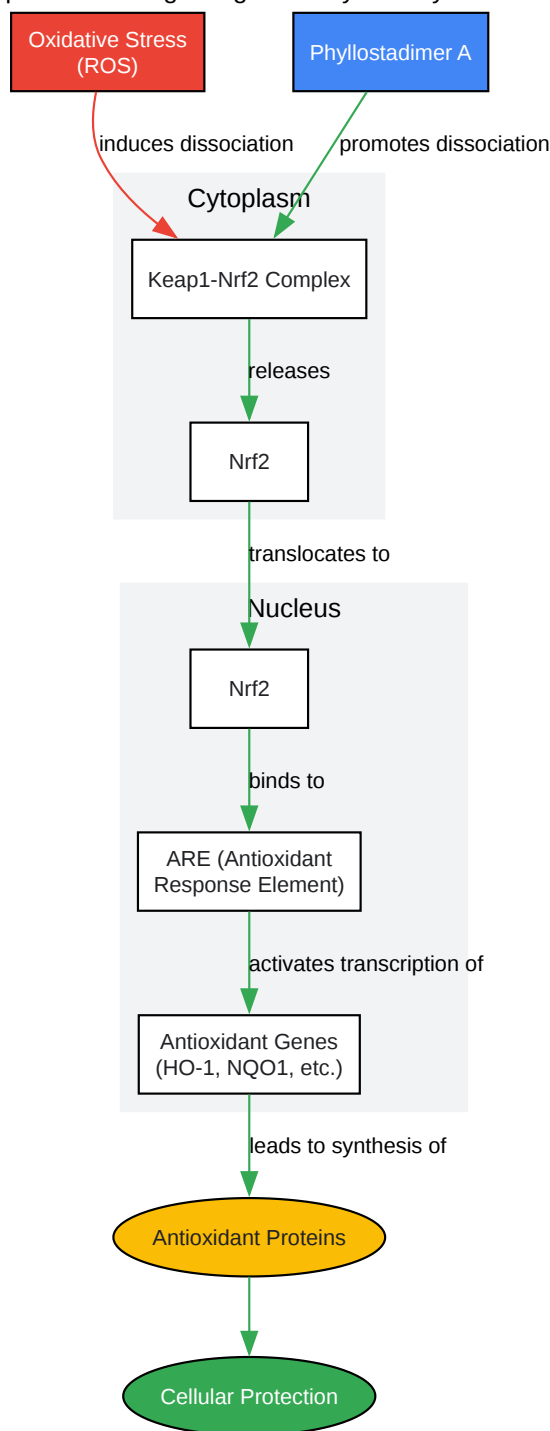 Oxidative Stress
(ROS)
Phyllostadimer A
induces dissociation
promotes dissociation
Cytoplasm
Keap1-Nrf2 Complex
releases
Nrf2
translocates to
Nucleus
Nrf2
binds to
ARE (Antioxidant
Response Element)
activates transcription of
Antioxidant Genes
(HO-1, NQO1, etc.)
leads to synthesis of
Antioxidant Proteins
Cellular Protection